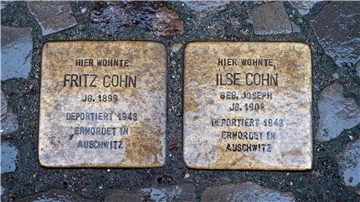 HIER WOHNTE
FRITZ COHN
JG. 1899
DEPORTIERT 1943
ERMORDET IN
AUSCHWITZ
HIER WOHNTE
ILSE COHN
GEB. JOSEPH
JG. 1904
DEPORTIERT 1943
ERMORDET IN
AUSCHWITZ